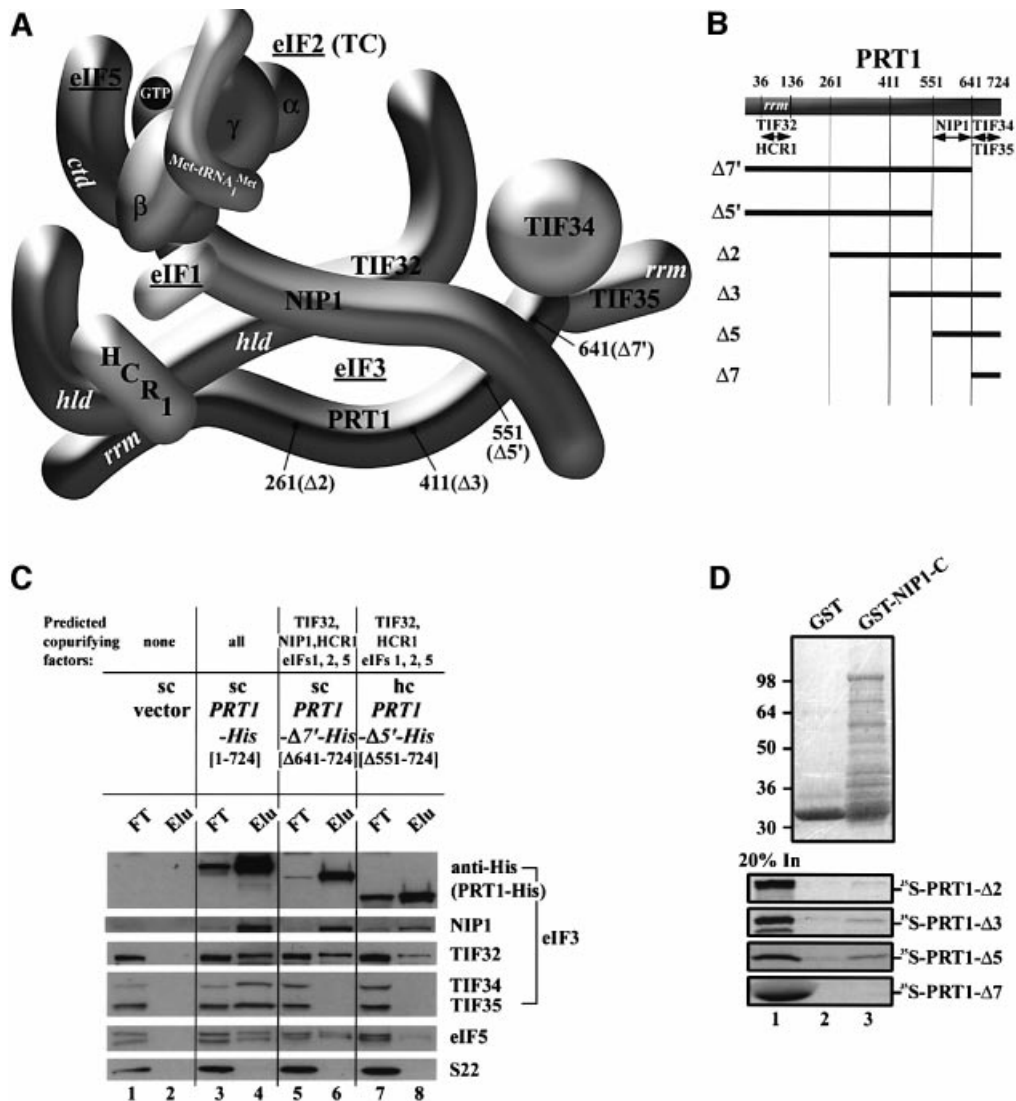 A
eIF2 (TC)
eIF5
GTP
α
γ
ctd
Met-tRNAiMet
β
TIF34
TIF32
rrm
eIF1
NIP1
TIF35
hld
641(Δ7')
HCR1
eIF3
hld
PRT1
551
(Δ5')
rrm
261(Δ2)
411(Δ3)
B
PRT1
36 136 261 411 551 641 724
rrm
TIF32 NIP1 TIF34
HCR1 TIF35
Δ7'
Δ5'
Δ2
Δ3
Δ5
Δ7
C
Predicted copurifying factors:
none
all
TIF32, NIP1,HCR1 eIFs1, 2, 5
TIF32, HCR1 eIFs 1, 2, 5
sc vector
sc PRT1 -His [1-724]
sc PRT1 -Δ7'-His [Δ641-724]
hc PRT1 -Δ5'-His [Δ551-724]
FT Elu FT Elu FT Elu FT Elu
anti-His
(PRT1-His)
NIP1
eIF3
TIF32
TIF34
TIF35
eIF5
S22
1 2 3 4 5 6 7 8
D
GST GST-NIP1-C
98
64
50
36
30
20% In
35S-PRT1-Δ2
35S-PRT1-Δ3
35S-PRT1-Δ5
35S-PRT1-Δ7
1 2 3